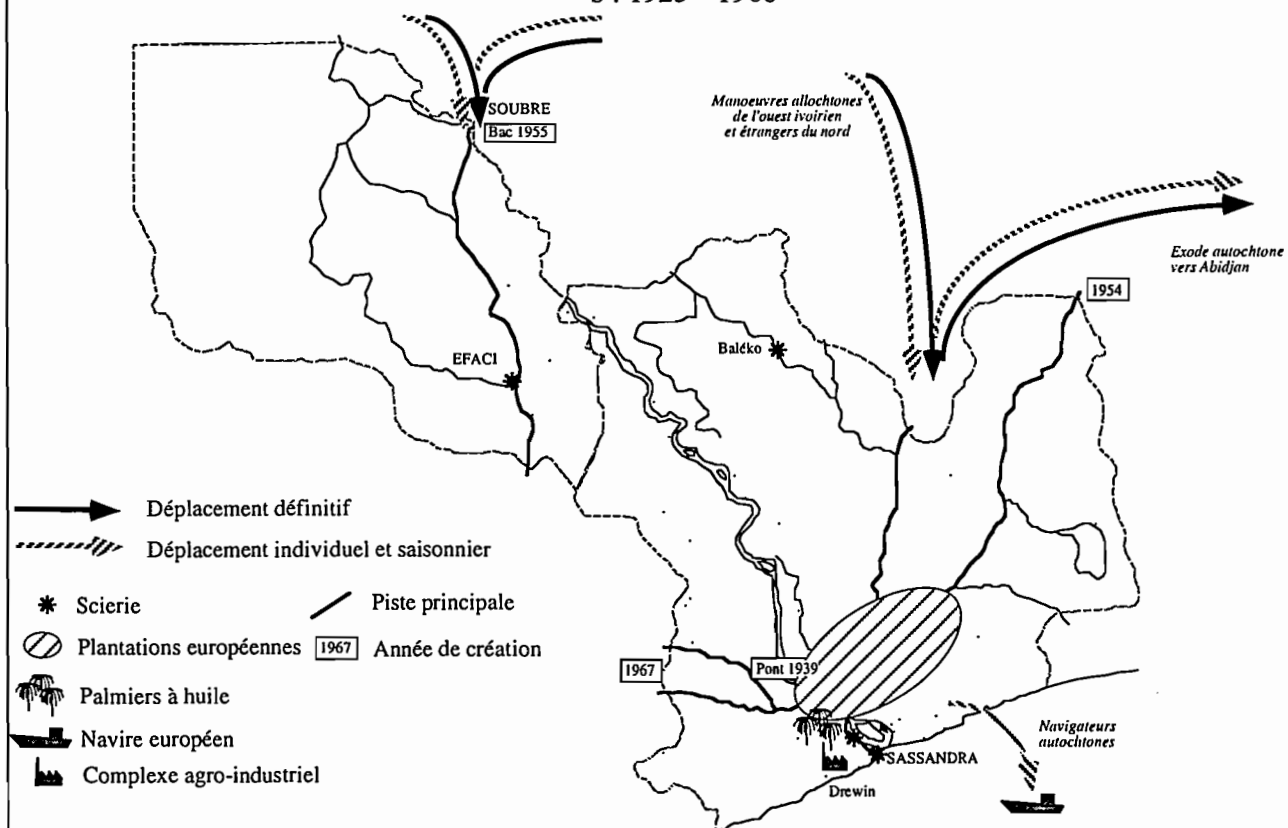 1925 - 1960
SOUBRE
Bac 1955
Manoeuvres allochtones
de l'ouest ivoirien
et étrangers du nord
Exode autochtone
vers Abidjan
1954
Baléko
EFACI
Déplacement définitif
Déplacement individuel et saisonnier
Scierie
Piste principale
Plantations européennes
1967
Année de création
Palmiers à huile
Navire européen
Complexe agro-industriel
1967
Pont 1939
Navigateurs
autochtones
SASSANDRA
Drewin